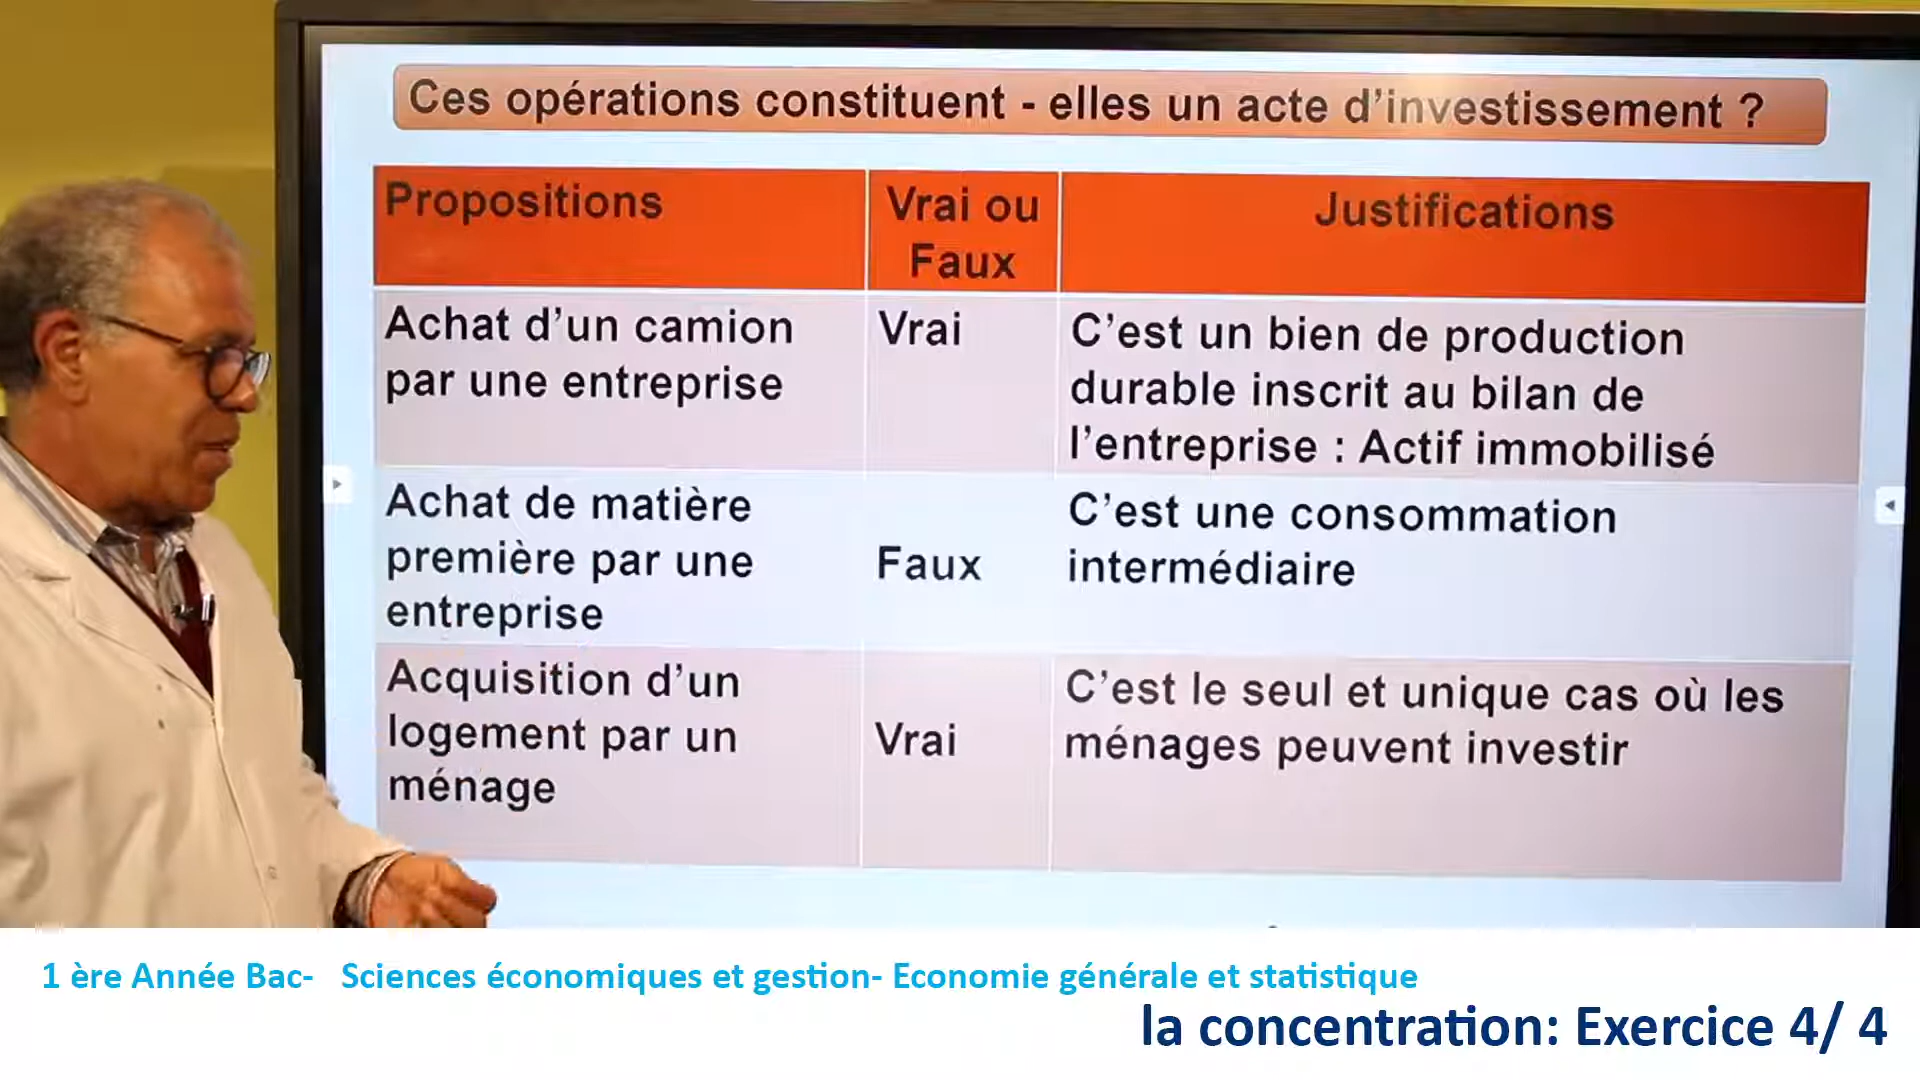 Ces opérations constituent - elles un acte d'investissement ?
Propositions
Vrai ou
Faux
Justifications
Achat d'un camion
par une entreprise
Vrai
C'est un bien de production
durable inscrit au bilan de
l'entreprise : Actif immobilisé
Achat de matière
première par une
entreprise
Faux
C'est une consommation
intermédiaire
Acquisition d'un
logement par un
ménage
Vrai
C'est le seul et unique cas où les
ménages peuvent investir
1 ère Année Bac- Sciences économiques et gestion- Economie générale et statistique
la concentration: Exercice 4/ 4